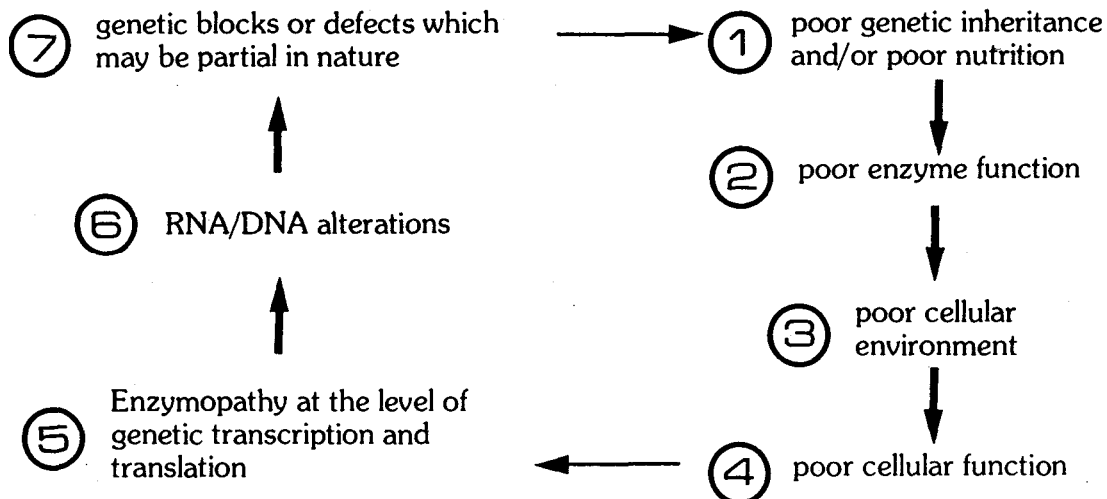 7 genetic blocks or defects which
may be partial in nature
1 poor genetic inheritance
and/or poor nutrition
2 poor enzyme function
6 RNA/DNA alterations
3 poor cellular
environment
5 Enzymopathy at the level of
genetic transcription and
translation
4 poor cellular function